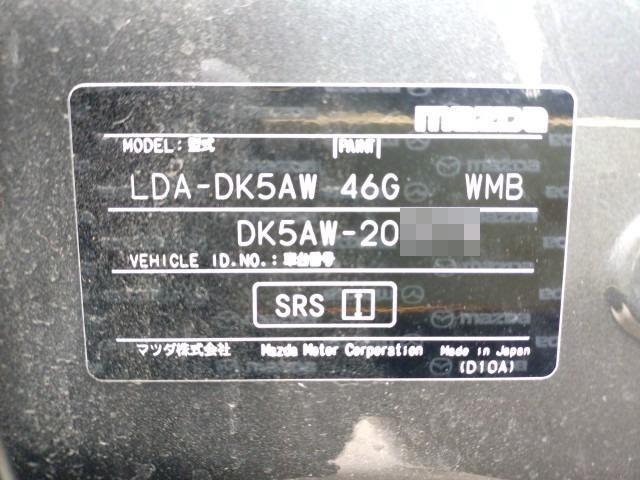 mazda
MODEL:型式 PAINT
LDA-DK5AW 46G WMB
DK5AW-20
VEHICLE ID.NO.:車台番号
SRS I
マツダ株式会社 Mazda Motor Corporation Made in Japan
(D10A)